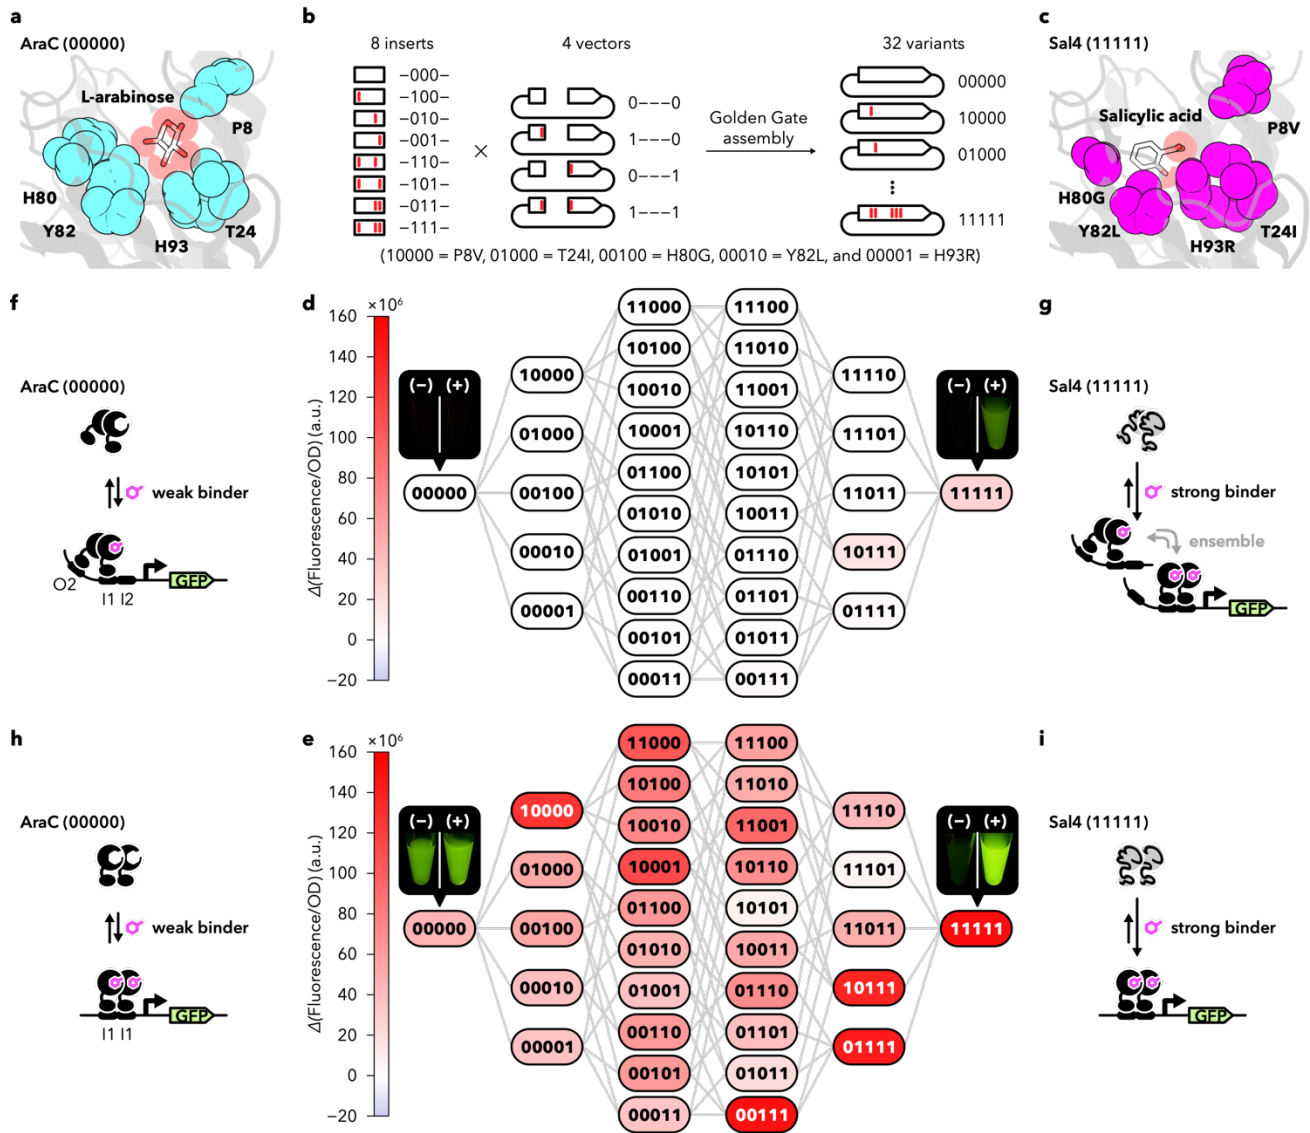 a
AraC (00000)
L-arabinose
P8
H80
Y82
H93
T24
b
8 inserts
4 vectors
32 variants
–000–
–100–
–010–
–001–
–110–
–101–
–011–
–111–
×
0–––0
1–––0
0–––1
1–––1
Golden Gate
assembly
00000
10000
01000
⋮
11111
(10000 = P8V, 01000 = T24I, 00100 = H80G, 00010 = Y82L, and 00001 = H93R)
c
Sal4 (11111)
Salicylic acid
P8V
H80G
Y82L
H93R
T24I
f
AraC (00000)
weak binder
O2
I1 I2
GFP
d
×10⁶
160
140
120
100
80
60
40
20
0
−20
Δ(Fluorescence/OD) (a.u.)
(−) (+)
00000
10000
01000
00100
00010
00001
11000
10100
10010
10001
01100
01010
01001
00110
00101
00011
11100
11010
11001
10110
10101
10011
01110
01101
01011
00111
11110
11101
11011
10111
01111
(−) (+)
11111
g
Sal4 (11111)
strong binder
ensemble
GFP
h
AraC (00000)
weak binder
I1 I1
GFP
e
×10⁶
160
140
120
100
80
60
40
20
0
−20
Δ(Fluorescence/OD) (a.u.)
(−) (+)
00000
10000
01000
00100
00010
00001
11000
10100
10010
10001
01100
01010
01001
00110
00101
00011
11100
11010
11001
10110
10101
10011
01110
01101
01011
00111
11110
11101
11011
10111
01111
(−) (+)
11111
i
Sal4 (11111)
strong binder
GFP